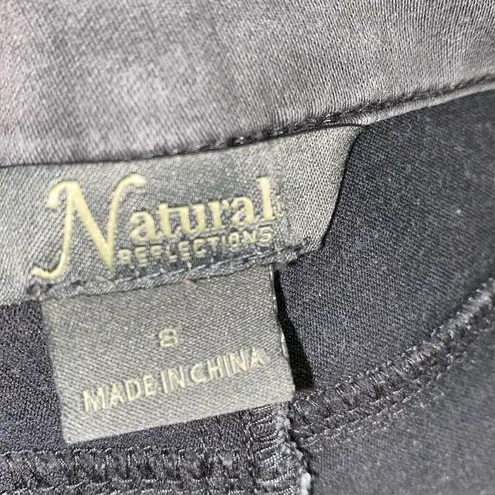 Natural
REFLECTIONS
8
MADE IN CHINA